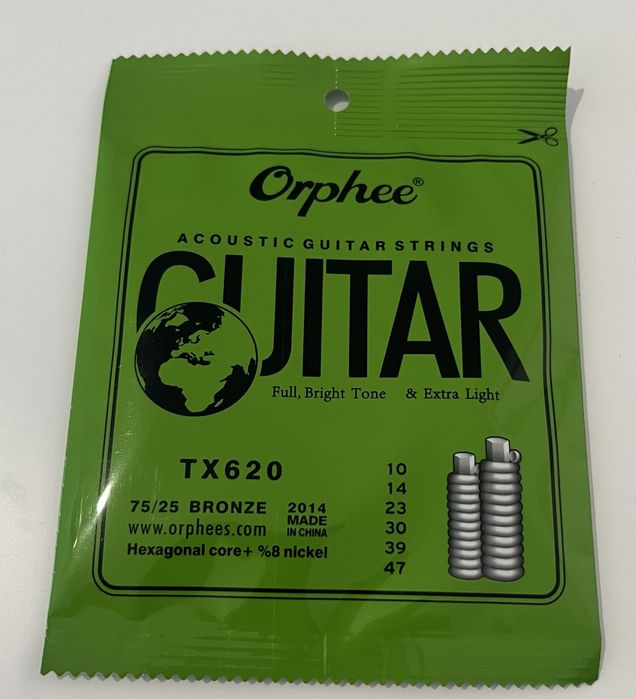 Orphee®
ACOUSTIC GUITAR STRINGS
GUITAR
Full, Bright Tone & Extra Light
TX620
75/25 BRONZE
www.orphees.com
Hexagonal core+ %8 nickel
2014
MADE
IN CHINA
10
14
23
30
39
47